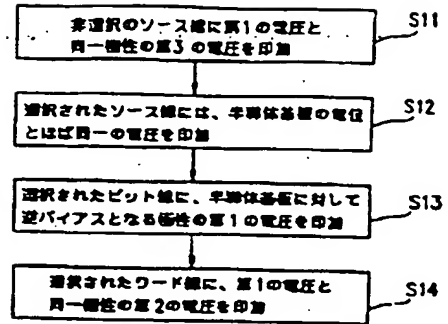 非選択のソース線に第1の電圧と
同一極性の第3の電圧を印加
S11
選択されたソース線には、半導体基板の電位
とほぼ同一の電圧を印加
S12
選択されたビット線に、半導体基板に対して
逆バイアスとなる極性の第1の電圧を印加
S13
選択されたワード線に、第1の電圧と
同一極性の第2の電圧を印加
S14